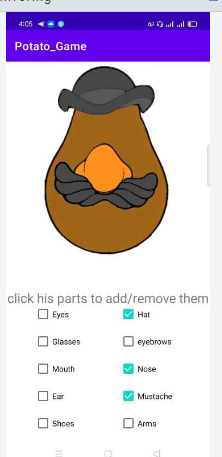 4:05
Potato_Game
click his parts to add/remove them
Eyes
Hat
Glasses
eyebrows
Mouth
Nose
Ear
Mustache
Shoes
Arms